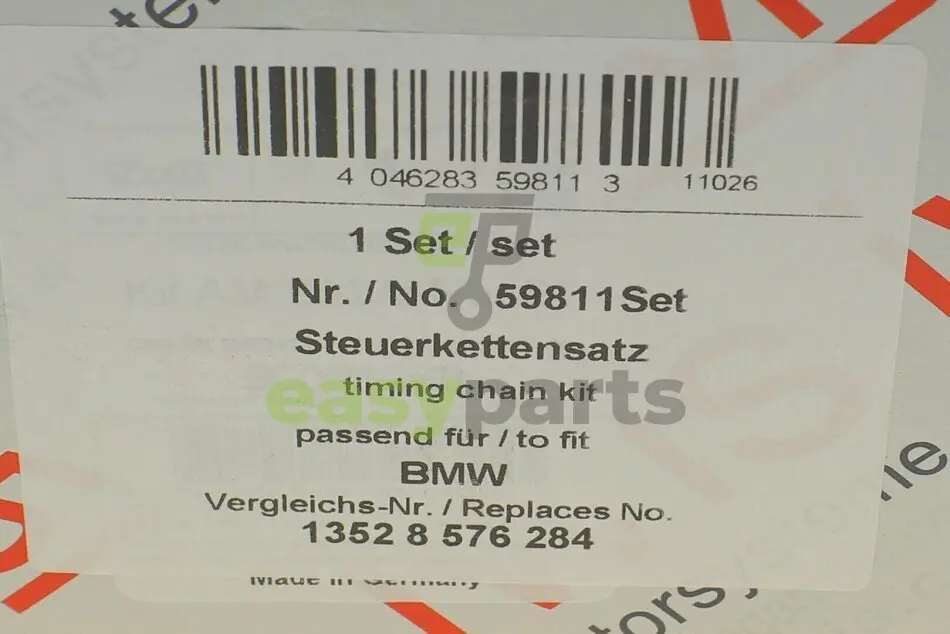 4 046283 59811 3 11026
1 Set / set
Nr. / No. 59811Set
Steuerkettensatz
timing chain kit
easyparts
passend für / to fit
BMW
Vergleichs-Nr. / Replaces No.
1352 8 576 284
Made in Germany